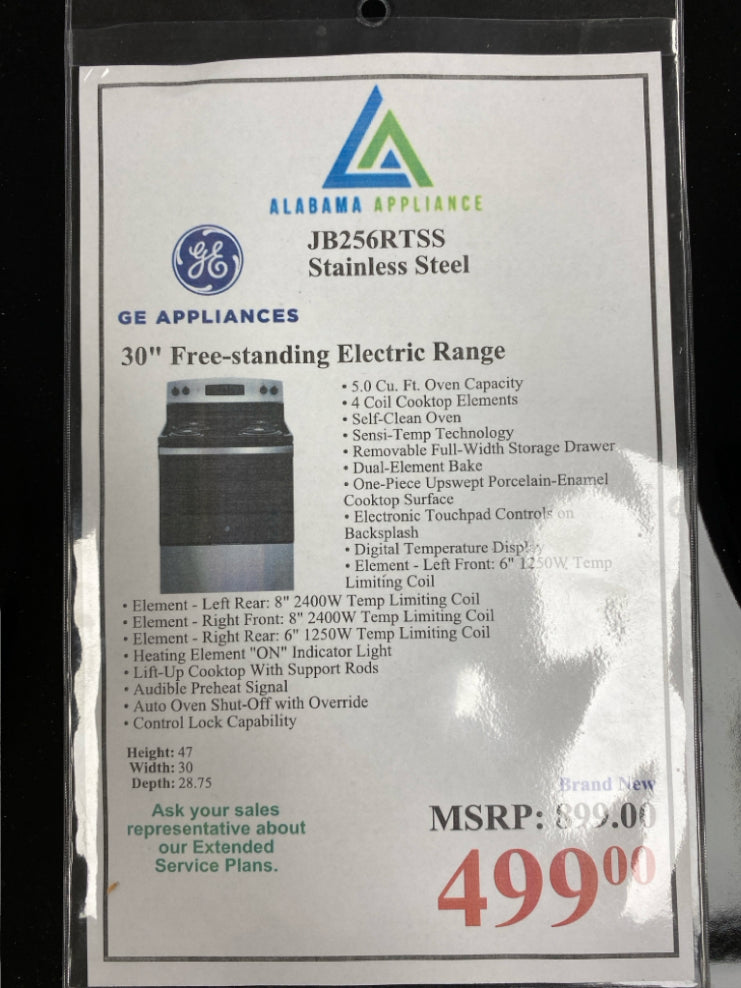 ALABAMA APPLIANCE
GE
GE APPLIANCES
JB256RTSS
Stainless Steel
30" Free-standing Electric Range
• 5.0 Cu. Ft. Oven Capacity
• 4 Coil Cooktop Elements
• Self-Clean Oven
• Sensi-Temp Technology
• Removable Full-Width Storage Drawer
• Dual-Element Bake
• One-Piece Upswept Porcelain-Enamel
Cooktop Surface
• Electronic Touchpad Controls on
Backsplash
• Digital Temperature Display
• Element - Left Front: 6" 1250W Temp
Limiting Coil
• Element - Left Rear: 8" 2400W Temp Limiting Coil
• Element - Right Front: 8" 2400W Temp Limiting Coil
• Element - Right Rear: 6" 1250W Temp Limiting Coil
• Heating Element "ON" Indicator Light
• Lift-Up Cooktop With Support Rods
• Audible Preheat Signal
• Auto Oven Shut-Off with Override
• Control Lock Capability
Height: 47
Width: 30
Depth: 28.75
Ask your sales
representative about
our Extended
Service Plans.
Brand New
MSRP: 899.00
499⁰⁰